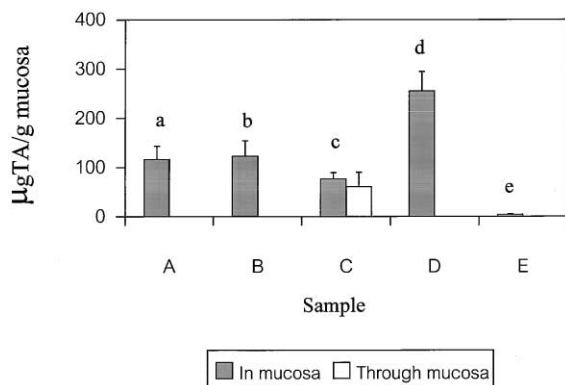 400
300
200
100
0
µgTA/g mucosa
a
b
c
d
e
A B C D E
Sample
In mucosa Through mucosa